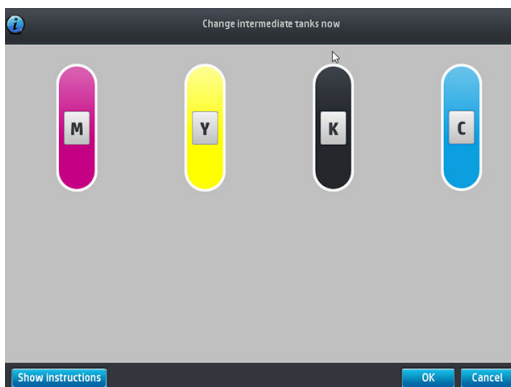 Change intermediate tanks now
M Y K C
Show instructions OK Cancel